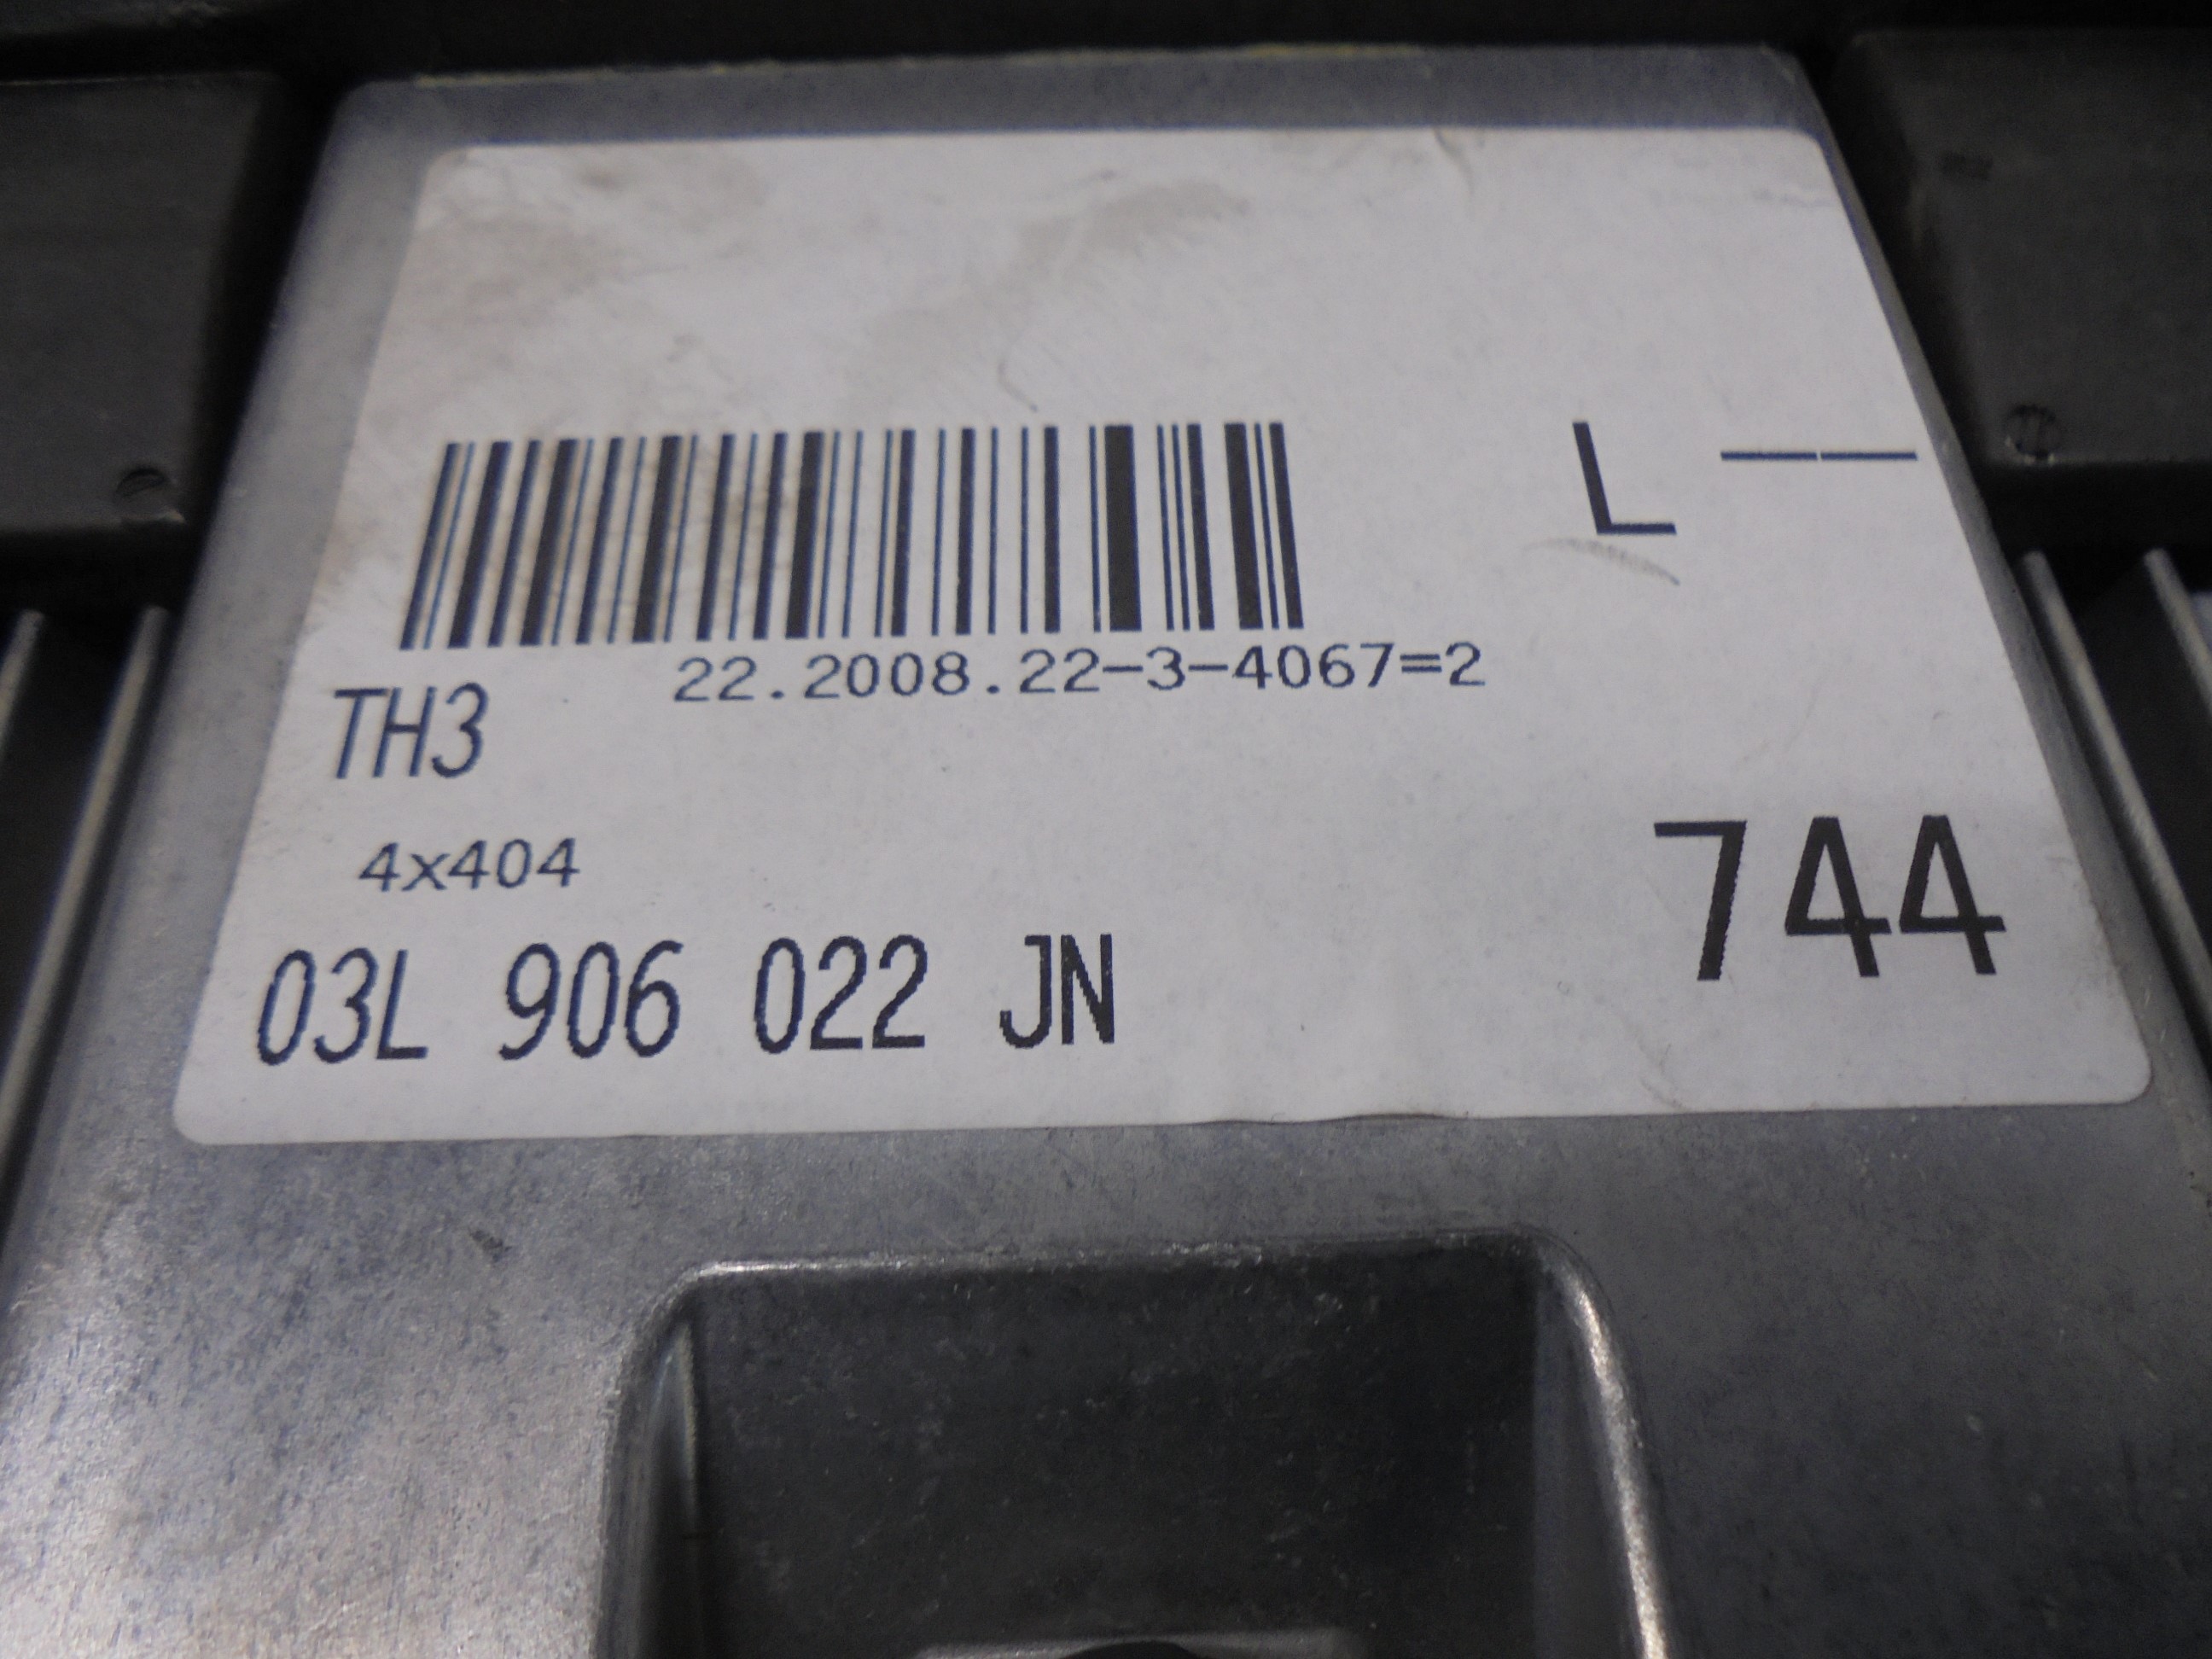 L --
22.2008.22-3-4067=2
TH3
4x404
744
03L 906 022 JN